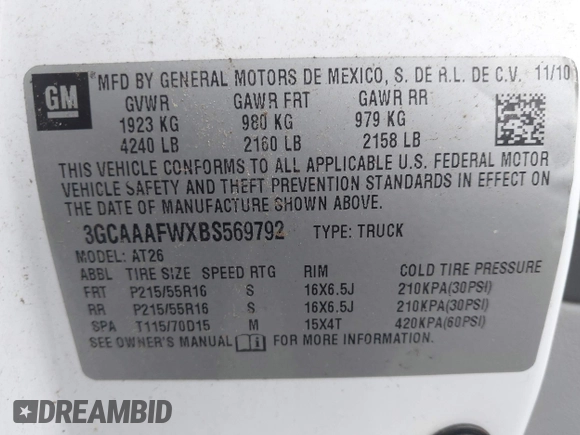 GM
MFD BY GENERAL MOTORS DE MEXICO, S. DE R.L. DE C.V. 11/10
GVWR GAWR FRT GAWR RR
1923 KG 980 KG 979 KG
4240 LB 2160 LB 2158 LB
THIS VEHICLE CONFORMS TO ALL APPLICABLE U.S. FEDERAL MOTOR
VEHICLE SAFETY AND THEFT PREVENTION STANDARDS IN EFFECT ON
THE DATE OF MANUFACTURE SHOWN ABOVE.
3GCAAAFWXBS569792 TYPE: TRUCK
MODEL: AT26
ABBL TIRE SIZE SPEED RTG RIM COLD TIRE PRESSURE
FRT P215/55R16 S 16X6.5J 210KPA(30PSI)
RR P215/55R16 S 16X6.5J 210KPA(30PSI)
SPA T115/70D15 M 15X4T 420KPA(60PSI)
SEE OWNER'S MANUAL FOR MORE INFORMATION.
DREAMBID